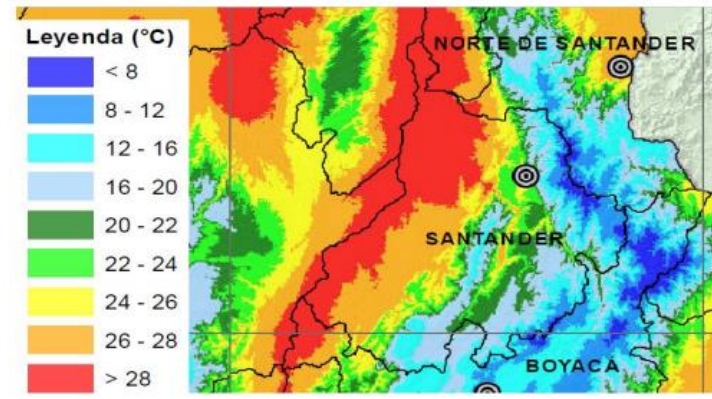 Leyenda (°C)
< 8
8 - 12
12 - 16
16 - 20
20 - 22
22 - 24
24 - 26
26 - 28
> 28
NORTE DE SANTANDER
SANTANDER
BOYACÁ